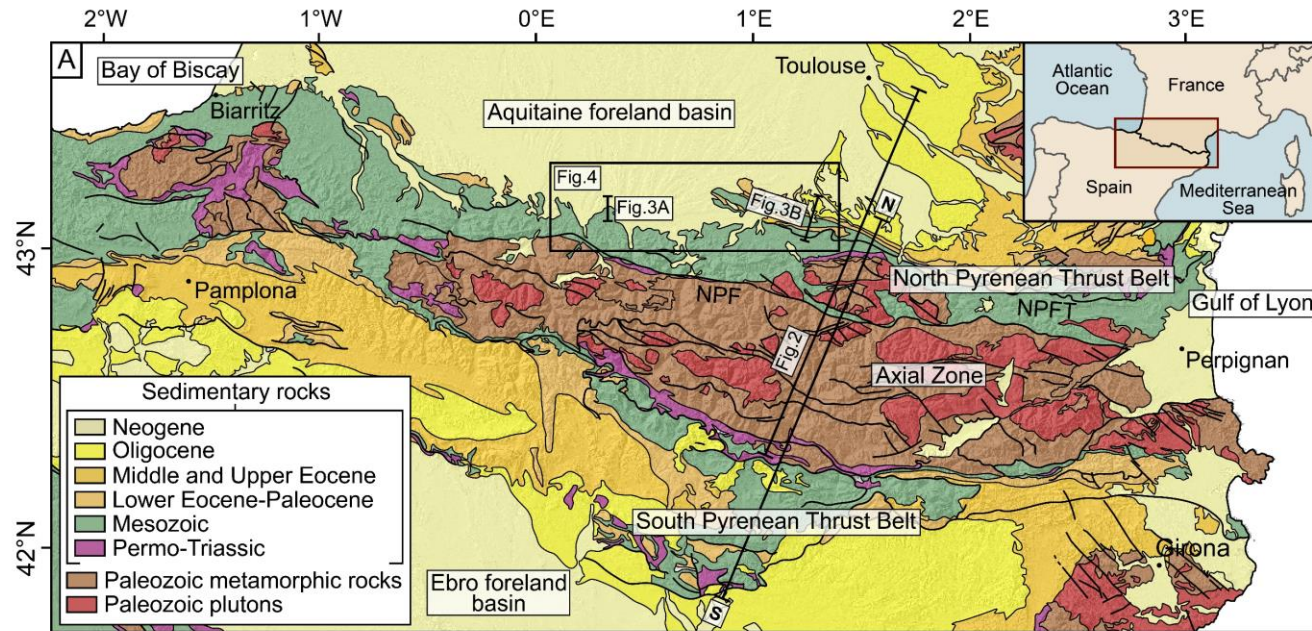 2°W 1°W 0°E 1°E 2°E 3°E
A
Bay of Biscay
Biarritz
Aquitaine foreland basin
Toulouse
Atlantic
Ocean
France
Spain
Mediterranean
Sea
43°N
42°N
Fig.4
Fig.3A
Fig.3B
N
Pamplona
North Pyrenean Thrust Belt
NPF
NPFT
Gulf of Lyon
Perpignan
Fig.2
Axial Zone
South Pyrenean Thrust Belt
Girona
Ebro foreland
basin
S
Sedimentary rocks
Neogene
Oligocene
Middle and Upper Eocene
Lower Eocene-Paleocene
Mesozoic
Permo-Triassic
Paleozoic metamorphic rocks
Paleozoic plutons